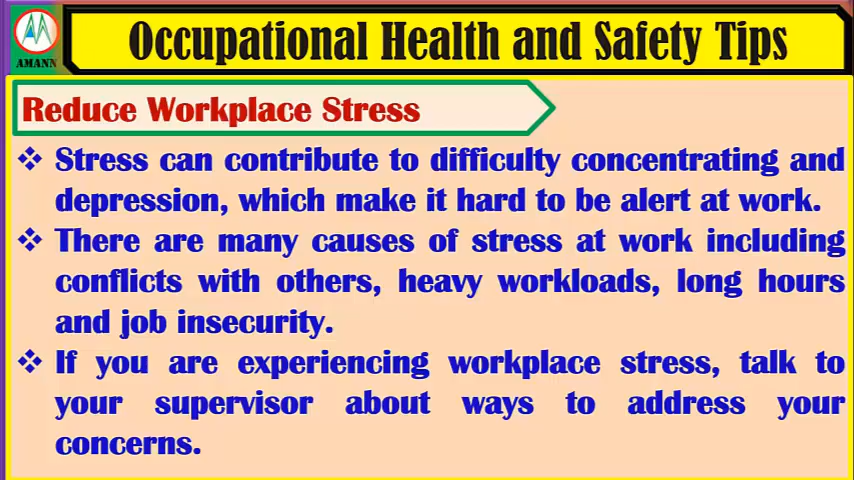 AMANN
Occupational Health and Safety Tips
Reduce Workplace Stress
❖ Stress can contribute to difficulty concentrating and
depression, which make it hard to be alert at work.
❖ There are many causes of stress at work including
conflicts with others, heavy workloads, long hours
and job insecurity.
❖ If you are experiencing workplace stress, talk to
your supervisor about ways to address your
concerns.